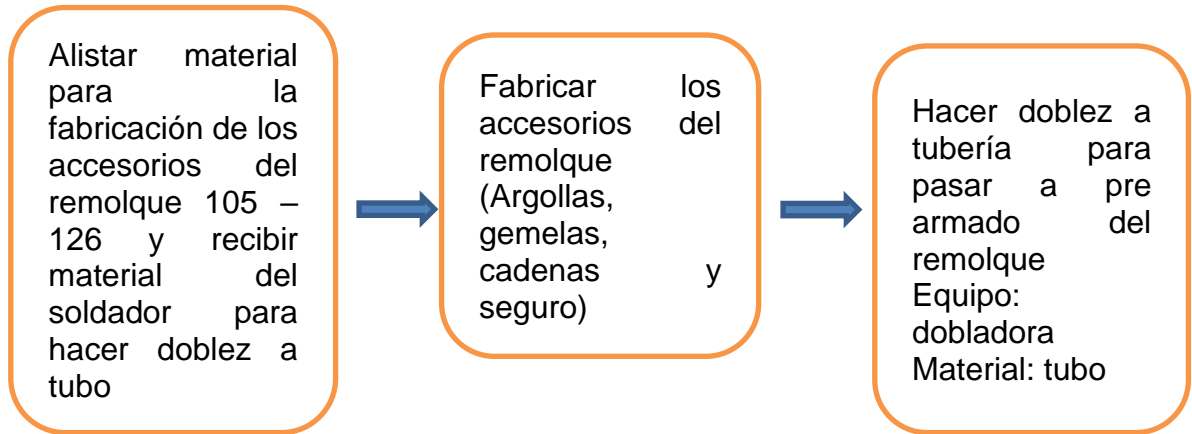 Alistar material
para la
fabricación de los
accesorios del
remolque 105 –
126 y recibir
material del
soldador para
hacer doblez a
tubo
Fabricar los
accesorios del
remolque
(Argollas,
gemelas,
cadenas y
seguro)
Hacer doblez a
tubería para
pasar a pre
armado del
remolque
Equipo:
dobladora
Material: tubo